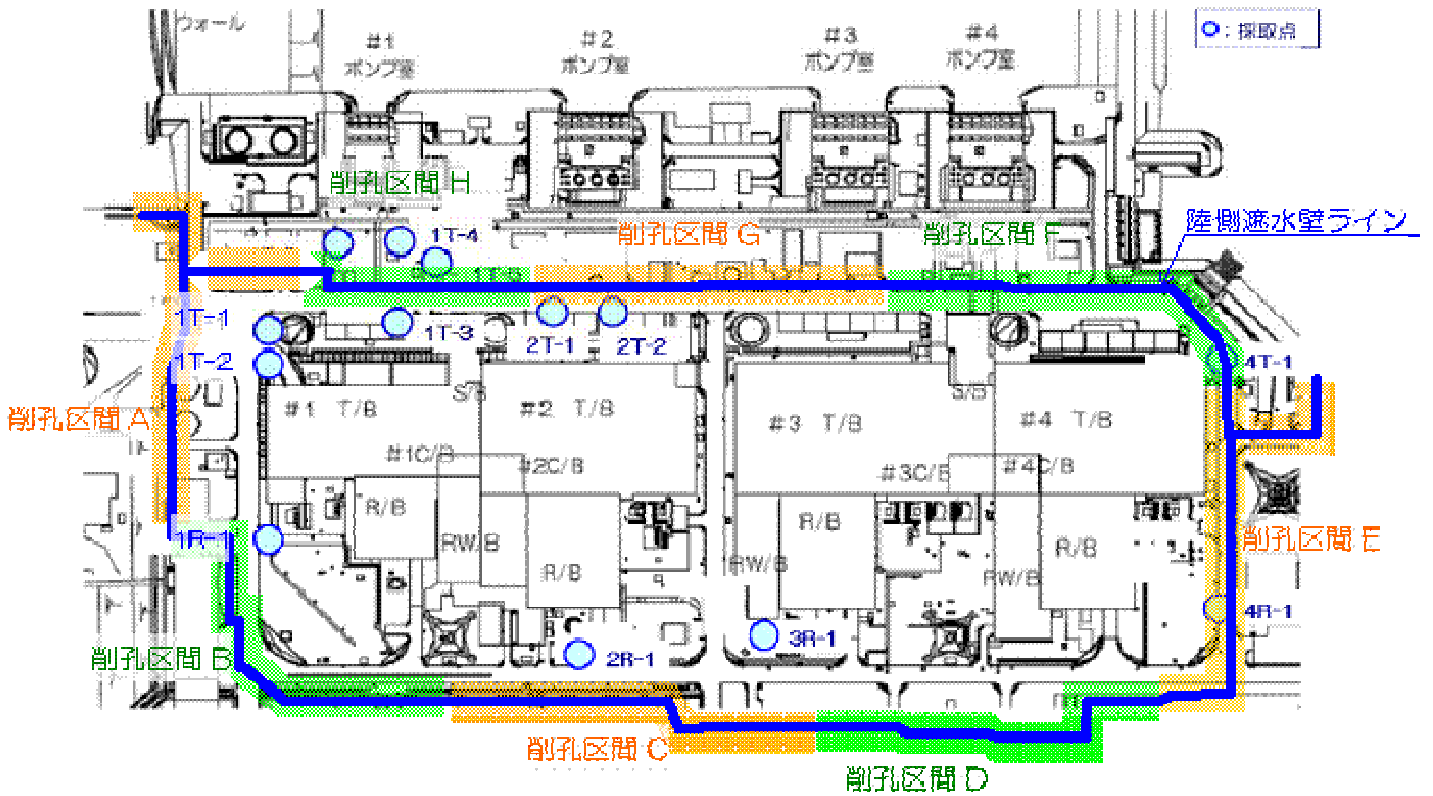 ウォール
#1
ポンプ室
#2
ポンプ室
#3
ポンプ室
#4
ポンプ室
：採取点
削孔区間 H
1T-4
削孔区間 G
削孔区間 F
陸側遮水壁ライン
1T-5
1T-1
1T-3
2T-1
2T-2
1T-2
4T-1
S/B
S/B
削孔区間 A
#1 T/B
#2 T/B
#3 T/B
#4 T/B
#1C/B
#2C/B
#3C/B
#4C/B
R/B
R/B
1R-1
RW/B
削孔区間 E
R/B
R/B
RW/B
RW/B
4R-1
3R-1
削孔区間 B
2R-1
削孔区間 C
削孔区間 D